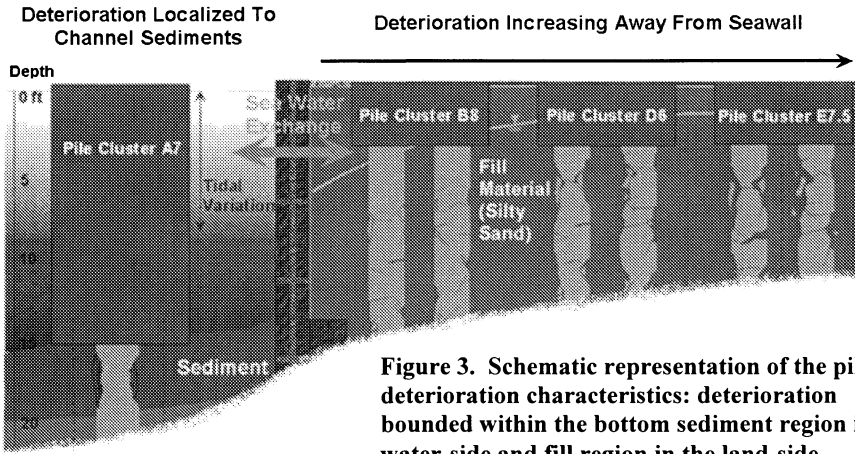 Deterioration Localized To
Channel Sediments
Deterioration Increasing Away From Seawall
Depth
0 ft
5
10
15
20
Pile Cluster A7
Tidal
Variation
Sea Water
Exchange
Pile Cluster B8
Pile Cluster D6
Pile Cluster E7.5
Fill
Material
(Silty
Sand)
Sediment
Figure 3. Schematic representation of the pi
deterioration characteristics: deterioration
bounded within the bottom sediment region
water-side and fill region in the land-side